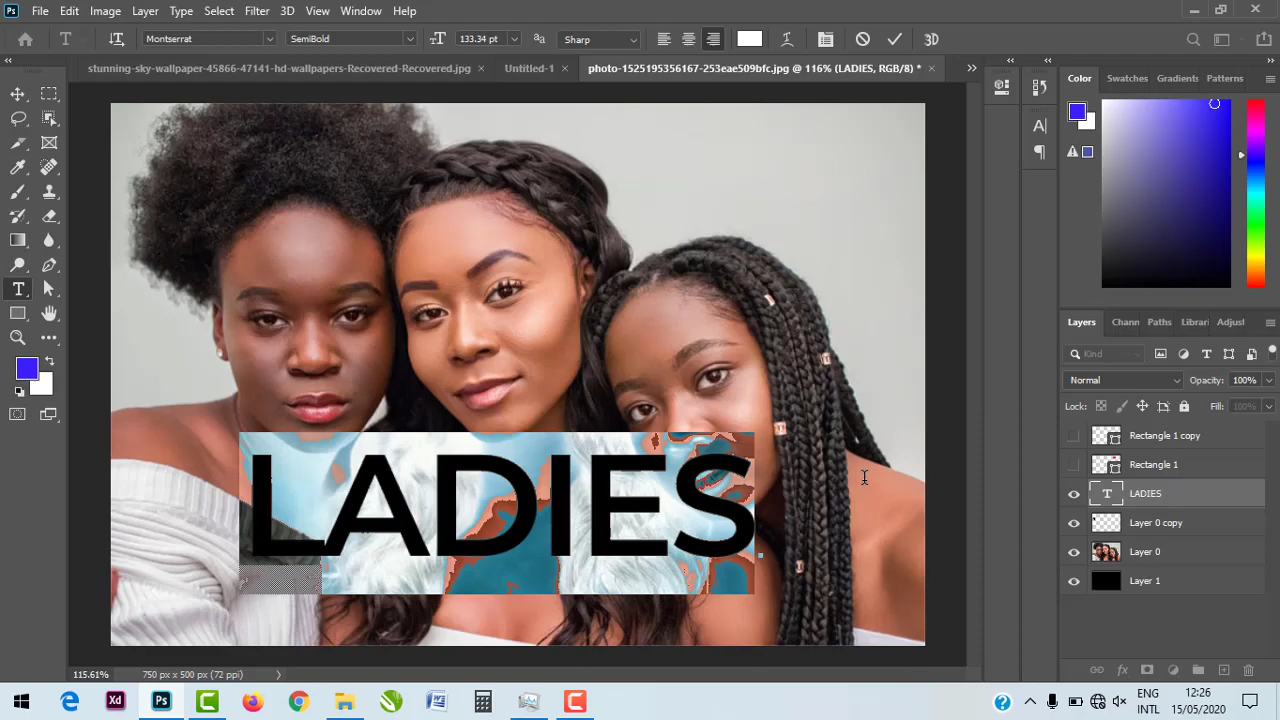 Ps File Edit Image Layer Type Select Filter 3D View Window Help
T Montserrat SemiBold 133.34 pt Sharp 3D
stunning-sky-wallpaper-45866-47141-hd-wallpapers-Recovered-Recovered.jpg × Untitled-1 × photo-1525195356167-253eae509bfc.jpg @ 116% (LADIES, RGB/8) * ×
Color Swatches Gradients Patterns
LADIES
Layers Chann Paths Librari Adjust
Kind
Normal Opacity: 100%
Lock: Fill: 100%
Rectangle 1 copy
Rectangle 1
T LADIES
Layer 0 copy
Layer 0
Layer 1
115.61% 750 px x 500 px (72 ppi)
Xd Ps
ENG 12:26
INTL 15/05/2020